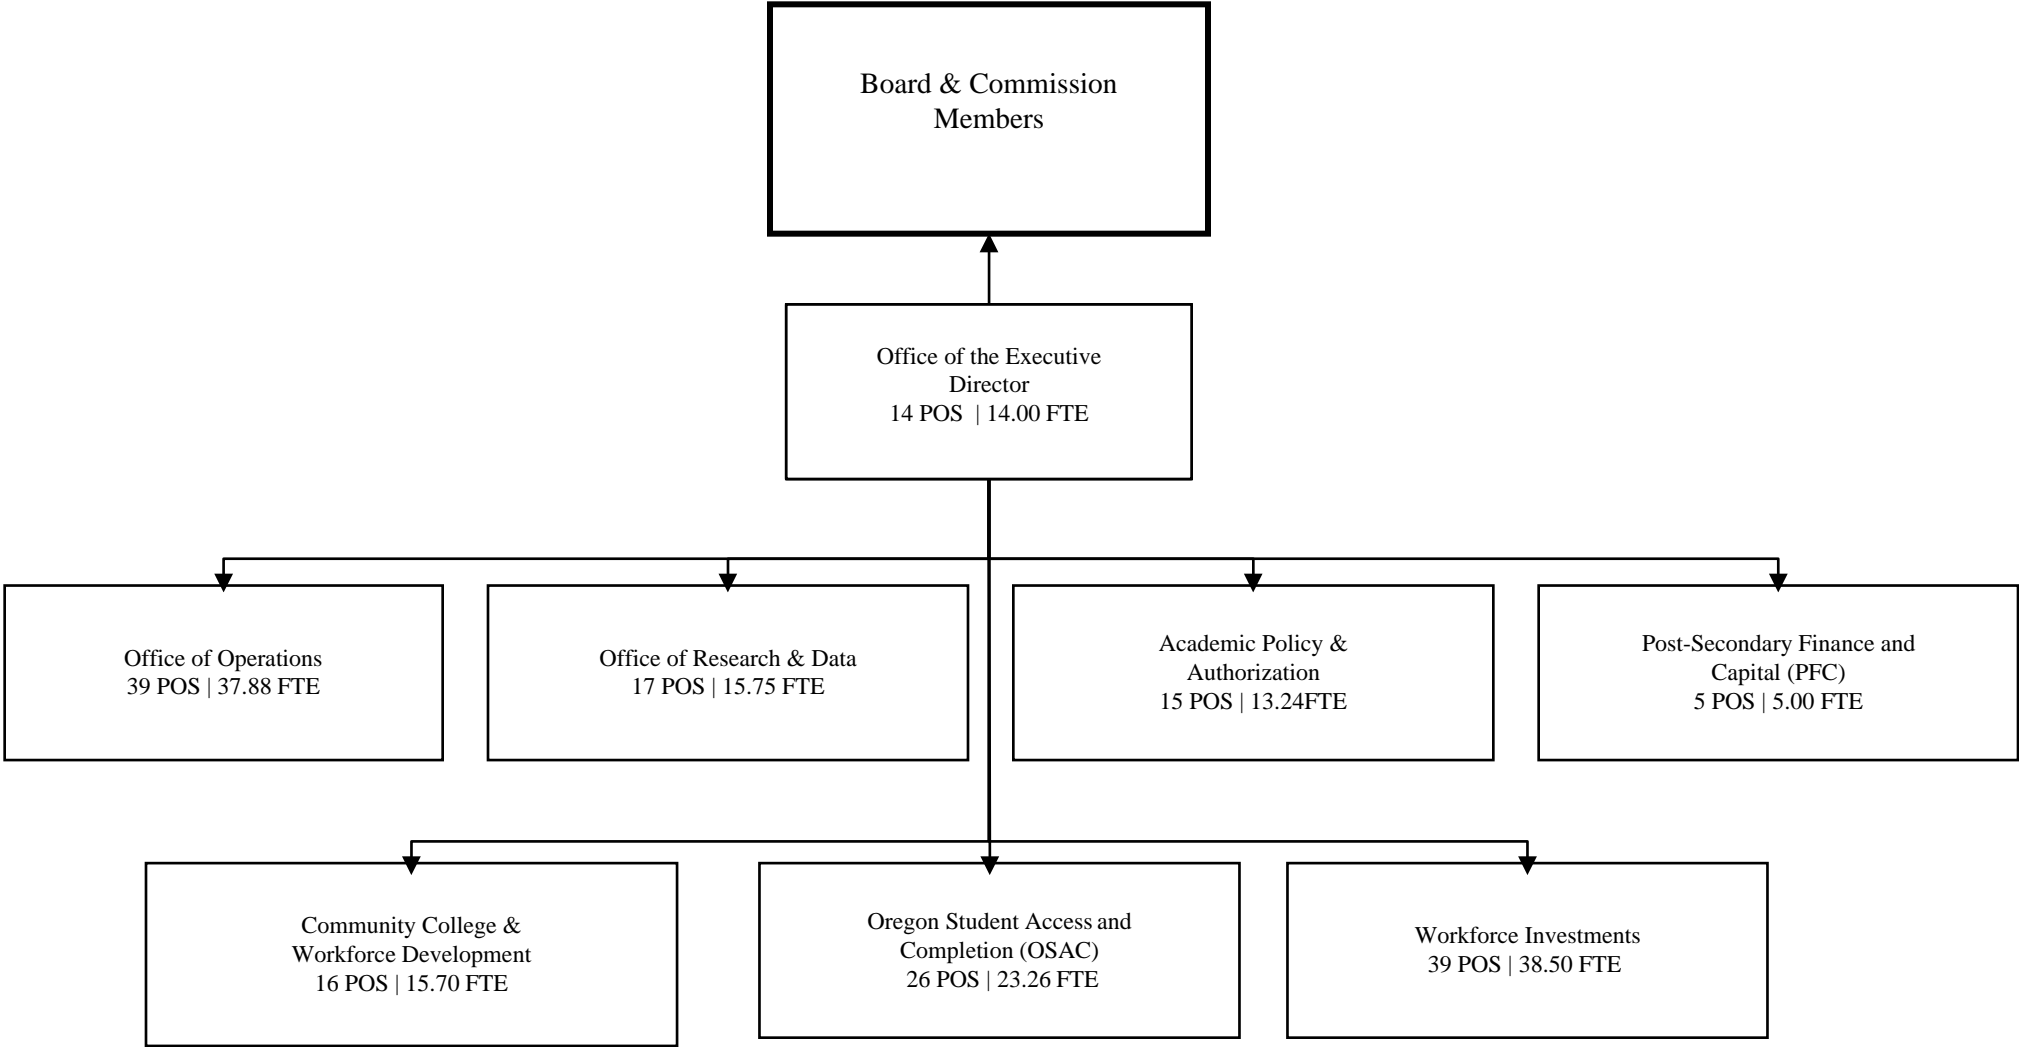 Board & Commission
Members
Office of the Executive
Director
14 POS | 14.00 FTE
Office of Operations
39 POS | 37.88 FTE
Office of Research & Data
17 POS | 15.75 FTE
Academic Policy &
Authorization
15 POS | 13.24FTE
Post-Secondary Finance and
Capital (PFC)
5 POS | 5.00 FTE
Community College &
Workforce Development
16 POS | 15.70 FTE
Oregon Student Access and
Completion (OSAC)
26 POS | 23.26 FTE
Workforce Investments
39 POS | 38.50 FTE